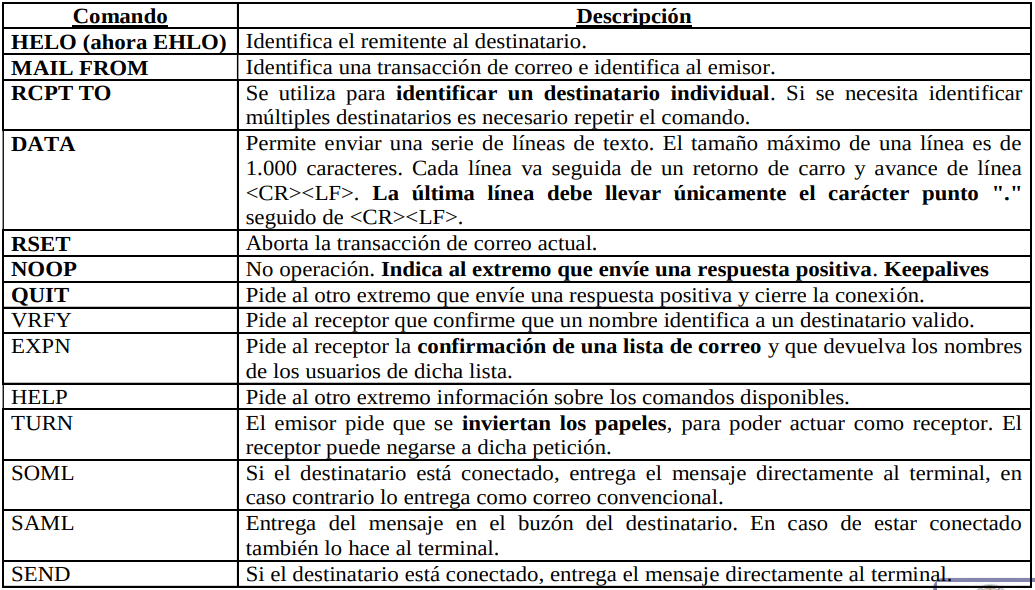 Comando Descripción
HELO (ahora EHLO) Identifica el remitente al destinatario.
MAIL FROM Identifica una transacción de correo e identifica al emisor.
RCPT TO Se utiliza para identificar un destinatario individual. Si se necesita identificar
múltiples destinatarios es necesario repetir el comando.
DATA Permite enviar una serie de líneas de texto. El tamaño máximo de una línea es de
1.000 caracteres. Cada línea va seguida de un retorno de carro y avance de línea
<CR><LF>. La última línea debe llevar únicamente el carácter punto "."
seguido de <CR><LF>.
RSET Aborta la transacción de correo actual.
NOOP No operación. Indica al extremo que envíe una respuesta positiva. Keepalives
QUIT Pide al otro extremo que envíe una respuesta positiva y cierre la conexión.
VRFY Pide al receptor que confirme que un nombre identifica a un destinatario valido.
EXPN Pide al receptor la confirmación de una lista de correo y que devuelva los nombres
de los usuarios de dicha lista.
HELP Pide al otro extremo información sobre los comandos disponibles.
TURN El emisor pide que se inviertan los papeles, para poder actuar como receptor. El
receptor puede negarse a dicha petición.
SOML Si el destinatario está conectado, entrega el mensaje directamente al terminal, en
caso contrario lo entrega como correo convencional.
SAML Entrega del mensaje en el buzón del destinatario. En caso de estar conectado
también lo hace al terminal.
SEND Si el destinatario está conectado, entrega el mensaje directamente al terminal.